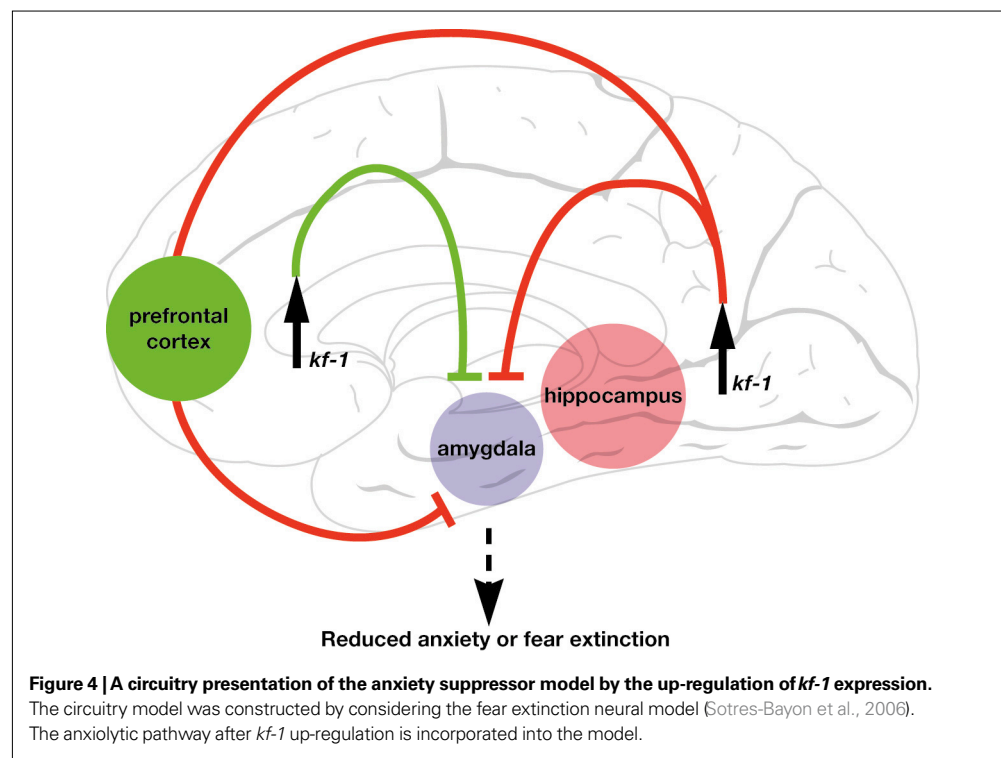 prefrontal
cortex
kf-1
kf-1
hippocampus
amygdala
Reduced anxiety or fear extinction
Figure 4 | A circuitry presentation of the anxiety suppressor model by the up-regulation of kf-1 expression.
The circuitry model was constructed by considering the fear extinction neural model (Sotres-Bayon et al., 2006).
The anxiolytic pathway after kf-1 up-regulation is incorporated into the model.